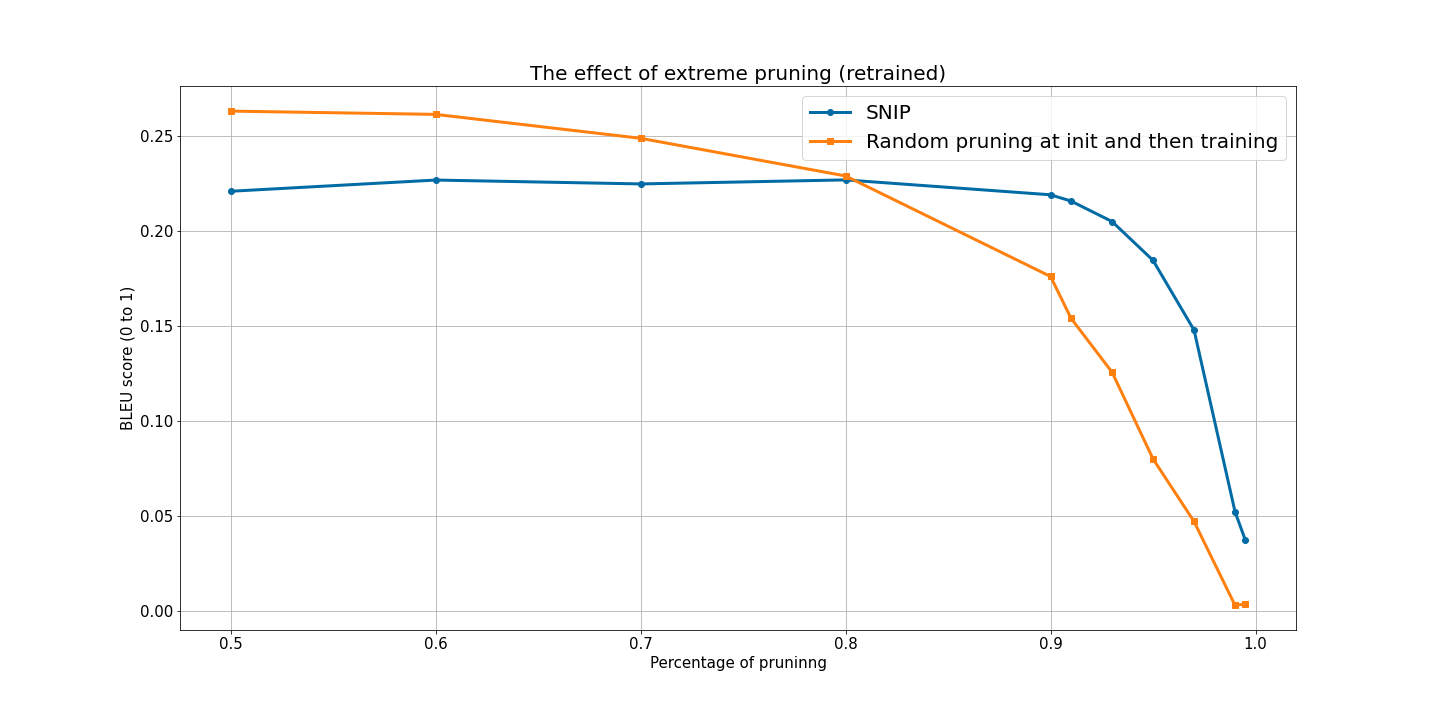 The effect of extreme pruning (retrained)
SNIP
Random pruning at init and then training
BLEU score (0 to 1)
0.25
0.20
0.15
0.10
0.05
0.00
0.5 0.6 0.7 0.8 0.9 1.0
Percentage of pruninng